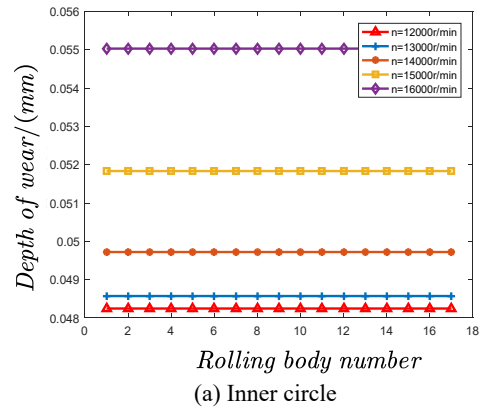 0.056
0.055
0.054
0.053
0.052
0.051
0.05
0.049
0.048
Depth of wear/(mm)
n=12000r/min
n=13000r/min
n=14000r/min
n=15000r/min
n=16000r/min
0 2 4 6 8 10 12 14 16 18
Rolling body number
(a) Inner circle